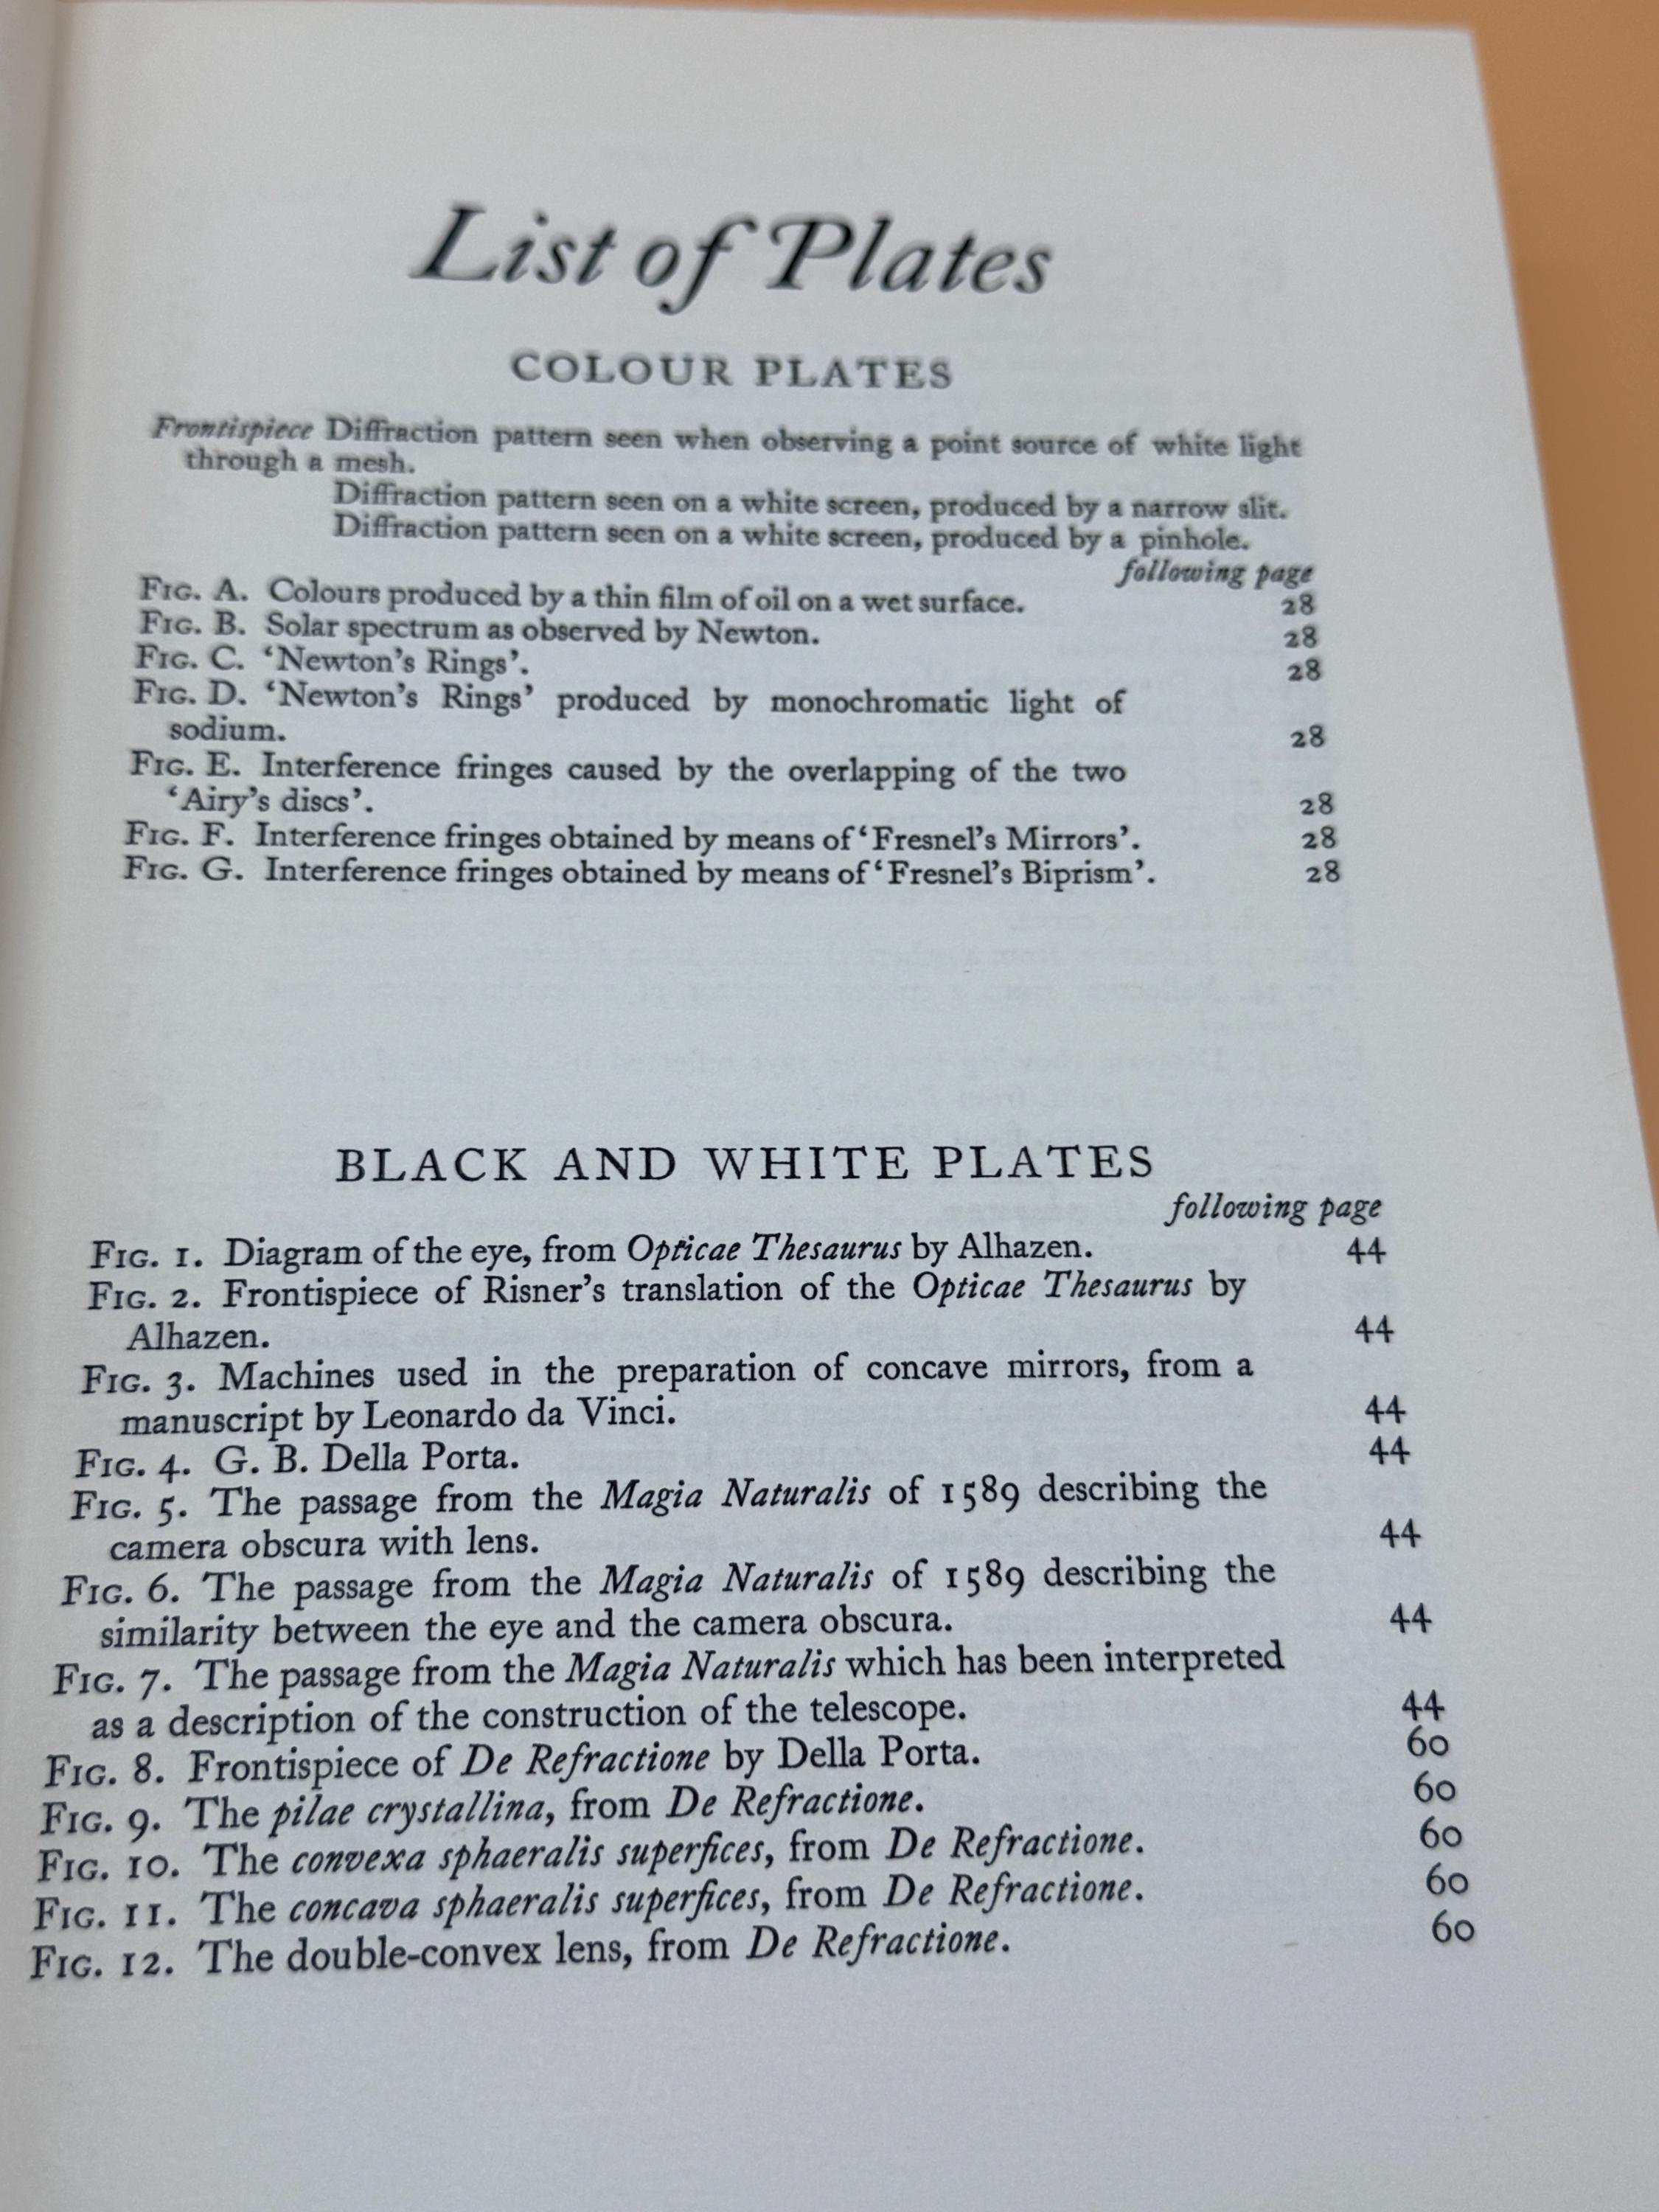 List of Plates
COLOUR PLATES
Frontispiece Diffraction pattern seen when observing a point source of white light
through a mesh.
Diffraction pattern seen on a white screen, produced by a narrow slit.
Diffraction pattern seen on a white screen, produced by a pinhole.
following page
FIG. A. Colours produced by a thin film of oil on a wet surface. 28
FIG. B. Solar spectrum as observed by Newton. 28
FIG. C. ‘Newton’s Rings’. 28
FIG. D. ‘Newton’s Rings’ produced by monochromatic light of
sodium. 28
FIG. E. Interference fringes caused by the overlapping of the two
‘Airy’s discs’. 28
FIG. F. Interference fringes obtained by means of ‘Fresnel’s Mirrors’. 28
FIG. G. Interference fringes obtained by means of ‘Fresnel’s Biprism’. 28
BLACK AND WHITE PLATES
following page
FIG. 1. Diagram of the eye, from Opticae Thesaurus by Alhazen. 44
FIG. 2. Frontispiece of Risner’s translation of the Opticae Thesaurus by
Alhazen. 44
FIG. 3. Machines used in the preparation of concave mirrors, from a
manuscript by Leonardo da Vinci. 44
FIG. 4. G. B. Della Porta. 44
FIG. 5. The passage from the Magia Naturalis of 1589 describing the
camera obscura with lens. 44
FIG. 6. The passage from the Magia Naturalis of 1589 describing the
similarity between the eye and the camera obscura. 44
FIG. 7. The passage from the Magia Naturalis which has been interpreted
as a description of the construction of the telescope. 44
FIG. 8. Frontispiece of De Refractione by Della Porta. 60
FIG. 9. The pilae crystallina, from De Refractione. 60
FIG. 10. The convexa sphaeralis superfices, from De Refractione. 60
FIG. 11. The concava sphaeralis superfices, from De Refractione. 60
FIG. 12. The double-convex lens, from De Refractione. 60